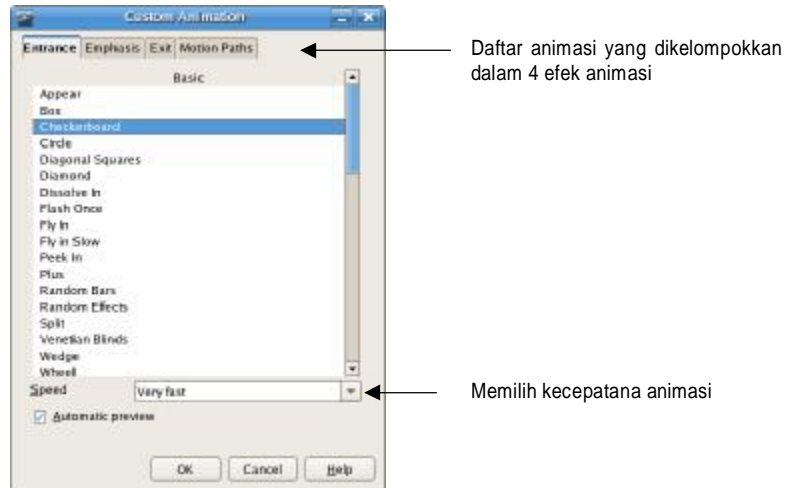 Custom Animation
Entrance Emphasis Exit Motion Paths
Daftar animasi yang dikelompokkan
dalam 4 efek animasi
Basic
Appear
Box
Checkerboard
Circle
Diagonal Squares
Diamond
Dissolve In
Flash Once
Fly In
Fly in Slow
Peek In
Plus
Random Bars
Random Effects
Split
Venetian Blinds
Wedge
Wheel
Speed Very fast
Memilih kecepatana animasi
Automatic preview
OK Cancel Help